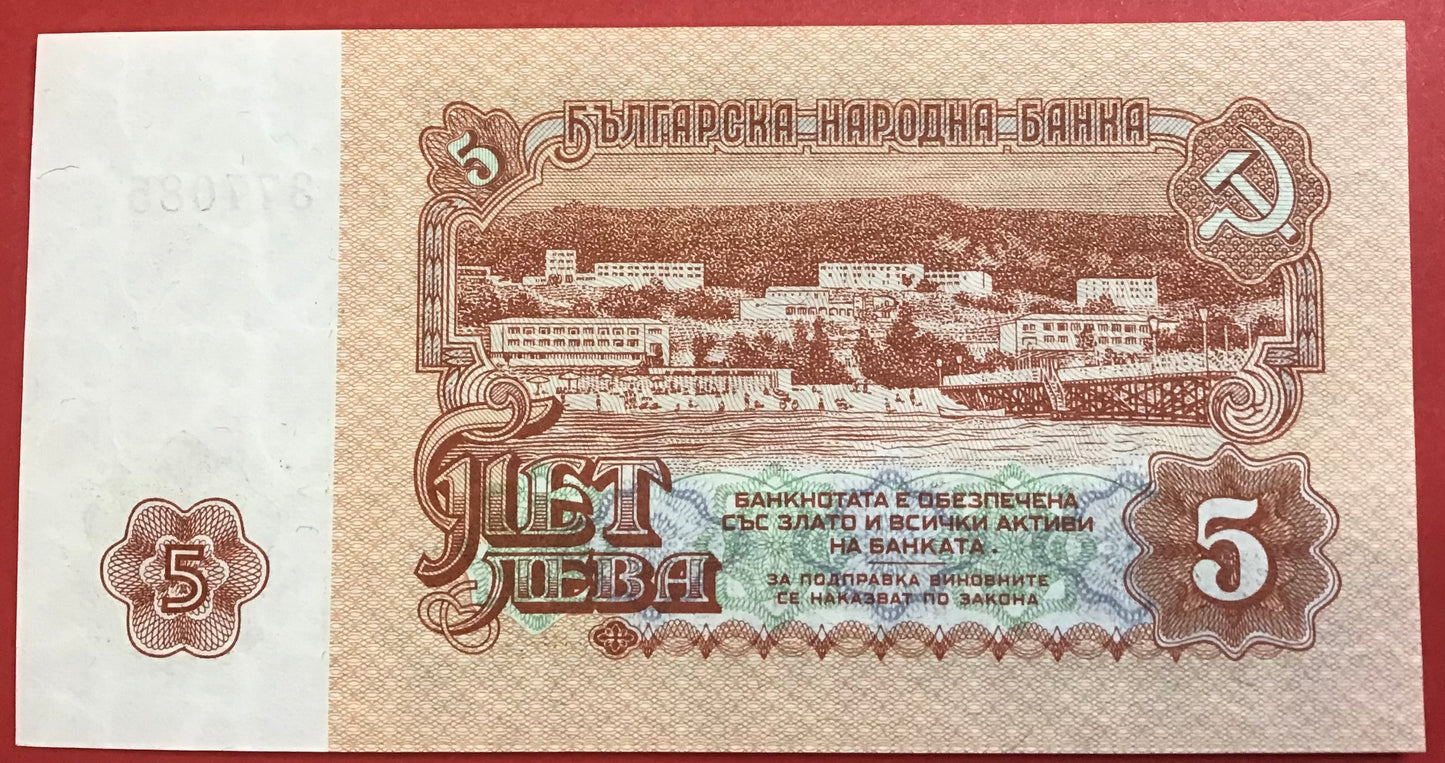 5
БЪЛГАРСКА НАРОДНА БАНКА
ПЕТ
ЛЕВА
БАНКНОТАТА Е ОБЕЗПЕЧЕНА
СЪС ЗЛАТО И ВСИЧКИ АКТИВИ
НА БАНКАТА.
ЗА ПОДПРАВКА ВИНОВНИТЕ
СЕ НАКАЗВАТ ПО ЗАКОНА
5
5